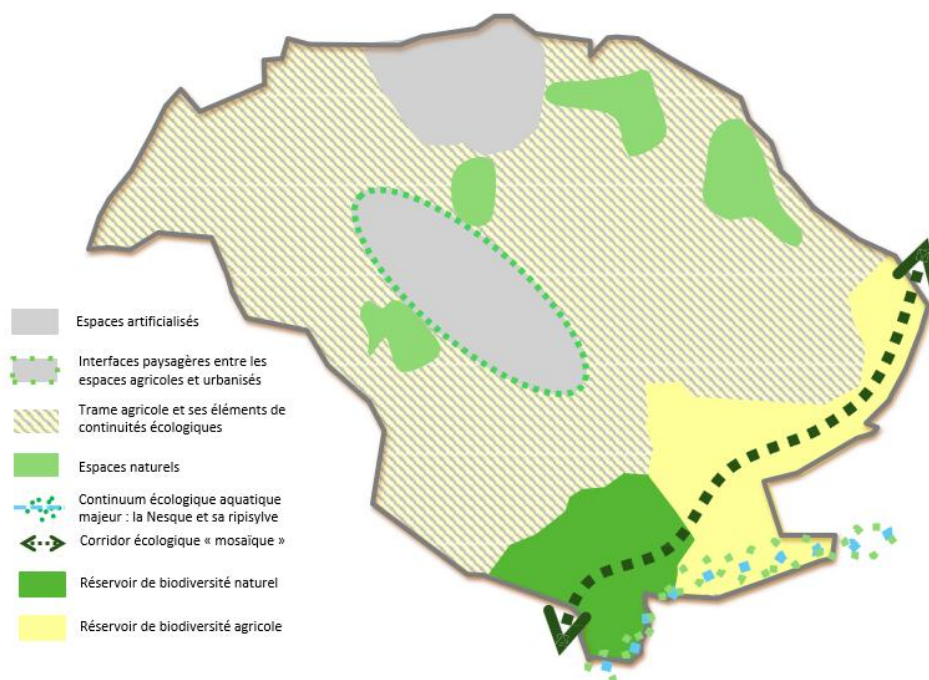 Espaces artificialisés
Interfaces paysagères entre les
espaces agricoles et urbanisés
Trame agricole et ses éléments de
continuités écologiques
Espaces naturels
Continuum écologique aquatique
majeur : la Nesque et sa ripisylve
Corridor écologique « mosaïque »
Réservoir de biodiversité naturel
Réservoir de biodiversité agricole